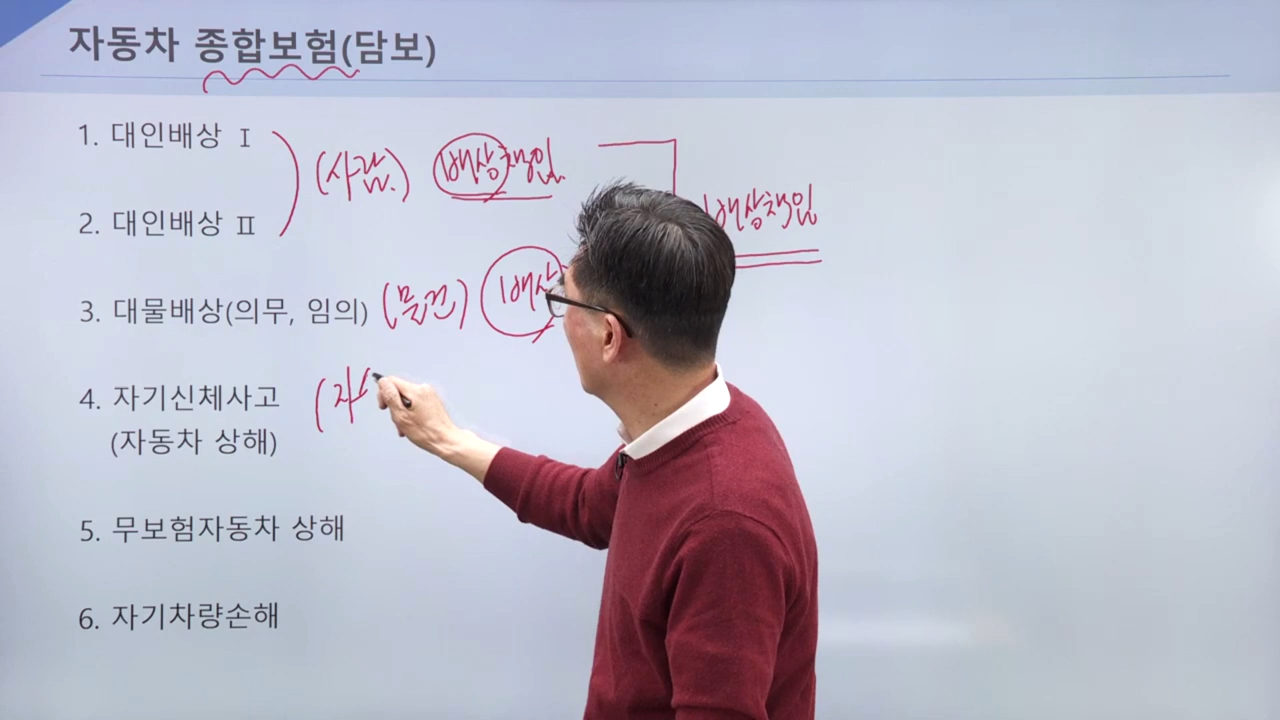 자동차 종합보험(담보)
1. 대인배상 Ⅰ
(사람) 배상책임
2. 대인배상 Ⅱ
배상책임
3. 대물배상(의무, 임의) (물건) 배상
4. 자기신체사고 (자
(자동차 상해)
5. 무보험자동차 상해
6. 자기차량손해